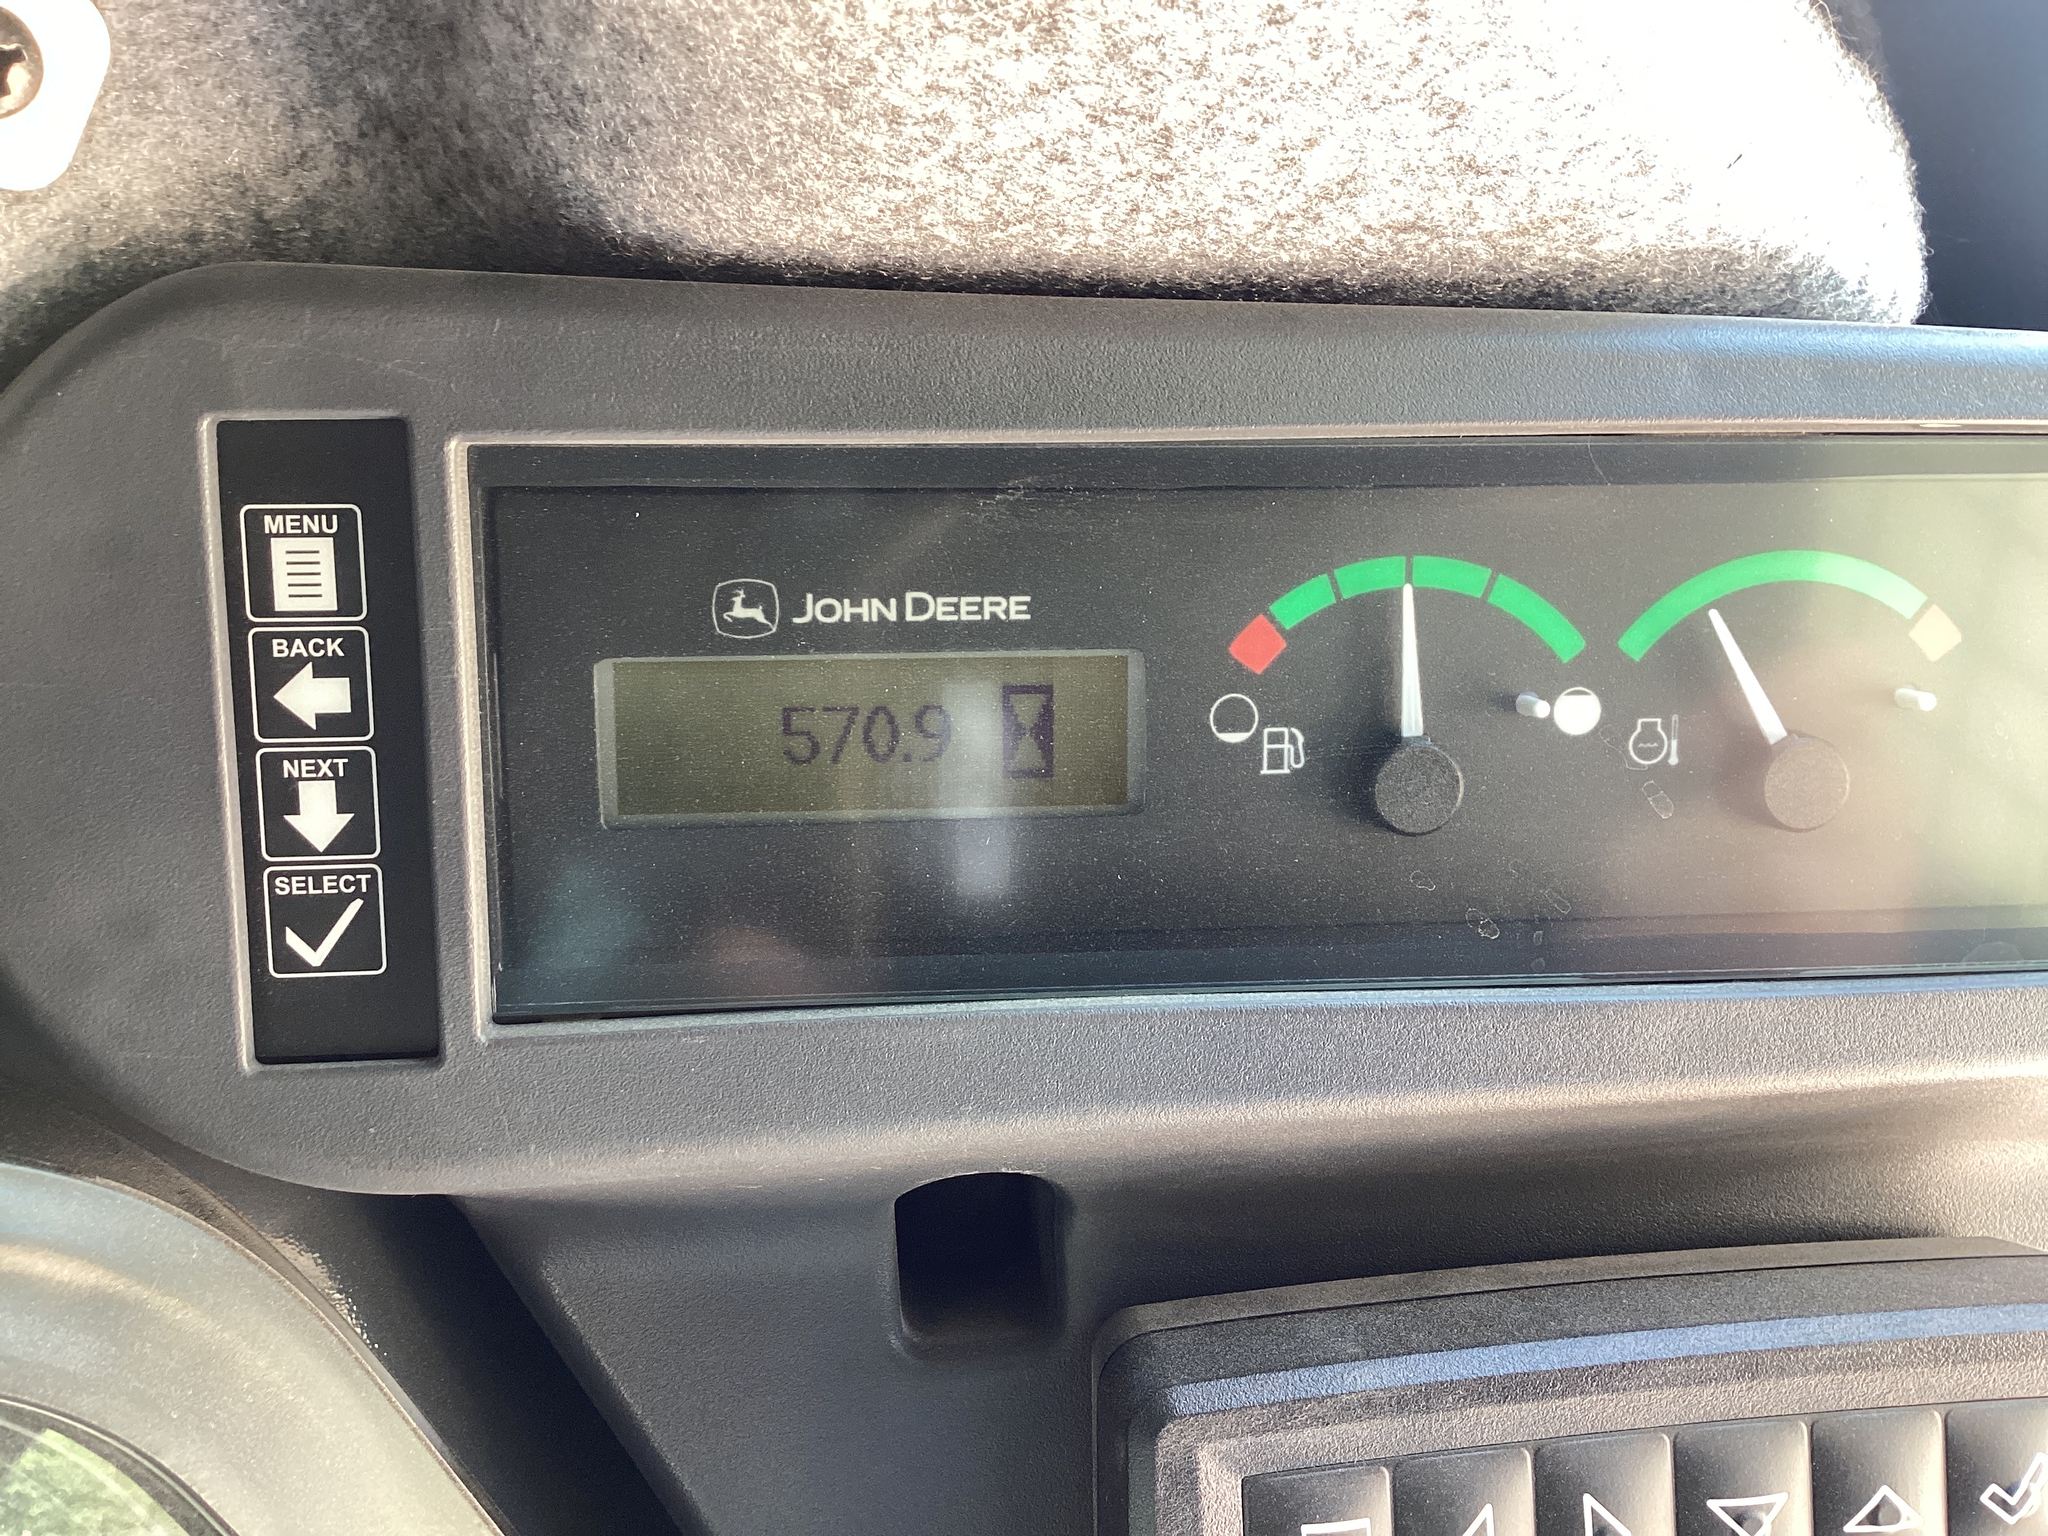 MENU
BACK
NEXT
SELECT
JOHN DEERE
570.9